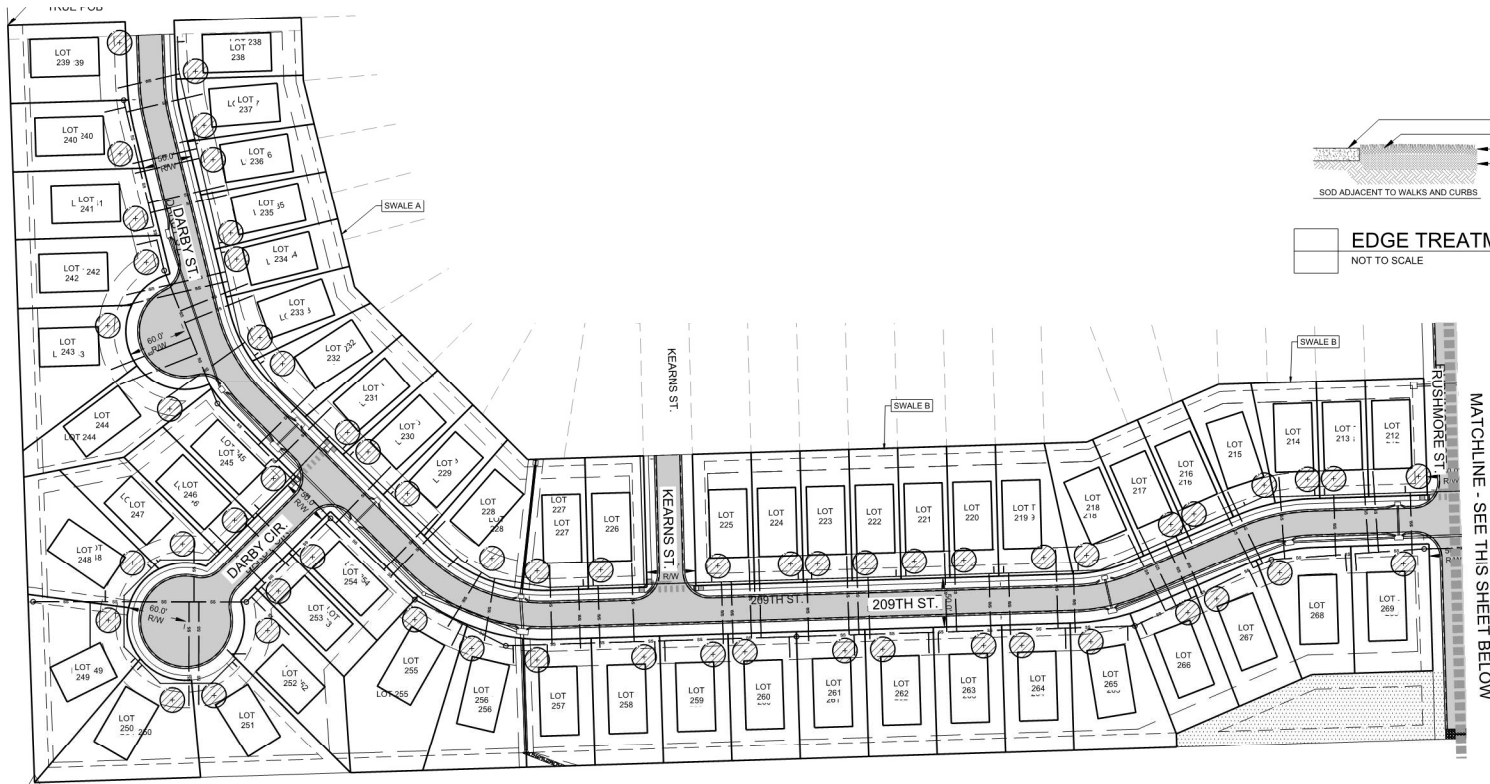 TRUE POB
LOT
238
LOT
239
LOT
237
LOT
240
LOT
236
LOT
241
LOT
235
LOT
234
LOT
242
LOT
233
LOT
243
LOT
232
LOT
231
LOT
230
LOT
229
LOT
228
LOT
244
LOT 244
LOT
245
LOT
246
LOT
247
LOT
248
LOT
249
LOT
250
LOT
251
LOT
252
LOT
253
LOT
254
LOT
255
LOT 255
LOT
256
256
50.0'
R/W
DARBY ST.
60.0'
R/W
50.0'
R/W
DARBY CIR.
60.0'
R/W
SWALE A
SOD ADJACENT TO WALKS AND CURBS
EDGE TREATM
NOT TO SCALE
SWALE B
SWALE B
KEARNS ST.
KEARNS ST.
R/W
RUSHMORE ST.
R/W
R/W
MATCHLINE - SEE THIS SHEET BELOW
LOT
227
LOT
227
LOT
226
LOT
225
LOT
224
LOT
223
LOT
222
LOT
221
LOT
220
LOT
219
LOT
218
218
LOT
217
LOT
216
216
LOT
215
LOT
214
LOT
213
LOT
212
209TH ST.
209TH ST.
LOT
257
LOT
258
LOT
259
LOT
260
LOT
261
LOT
262
LOT
263
LOT
264
LOT
265
LOT
266
LOT
267
LOT
268
LOT
269